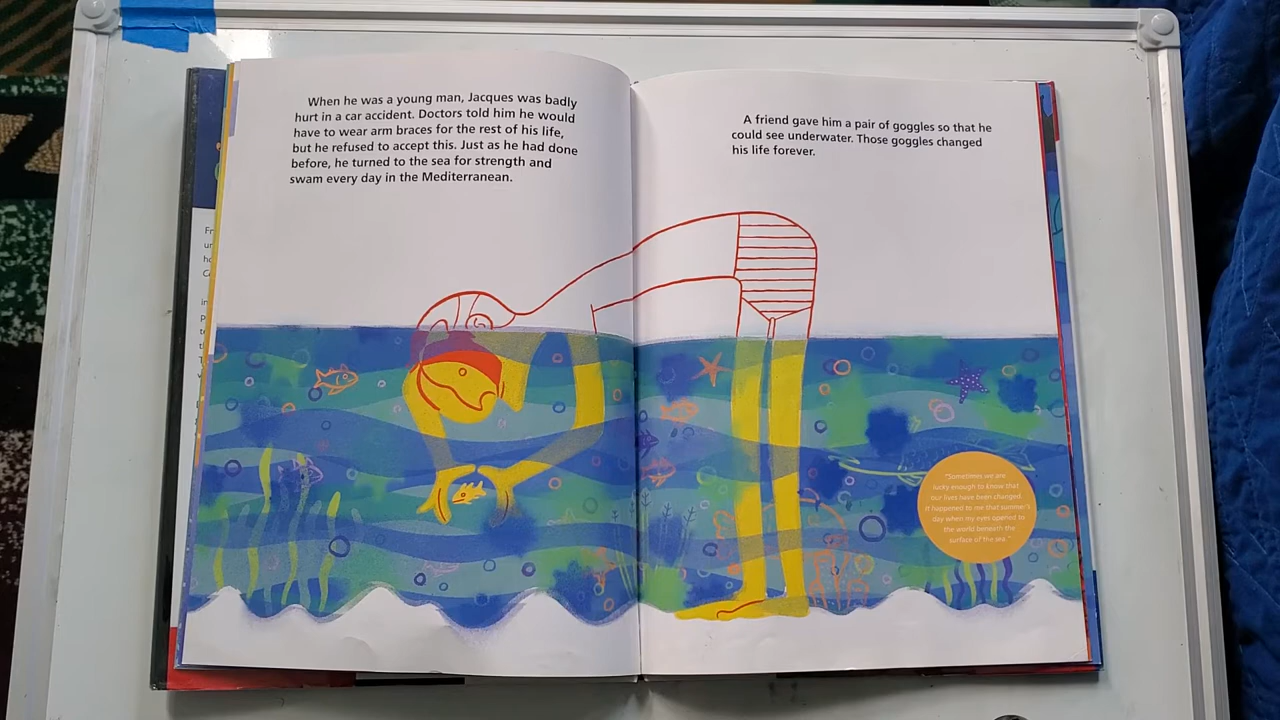 When he was a young man, Jacques was badly
hurt in a car accident. Doctors told him he would
have to wear arm braces for the rest of his life,
but he refused to accept this. Just as he had done
before, he turned to the sea for strength and
swam every day in the Mediterranean.
A friend gave him a pair of goggles so that he
could see underwater. Those goggles changed
his life forever.
"Sometimes we are
lucky enough to know that
our lives have been changed.
It happened to me that summer's
day when my eyes opened to
the world beneath the
surface of the sea."